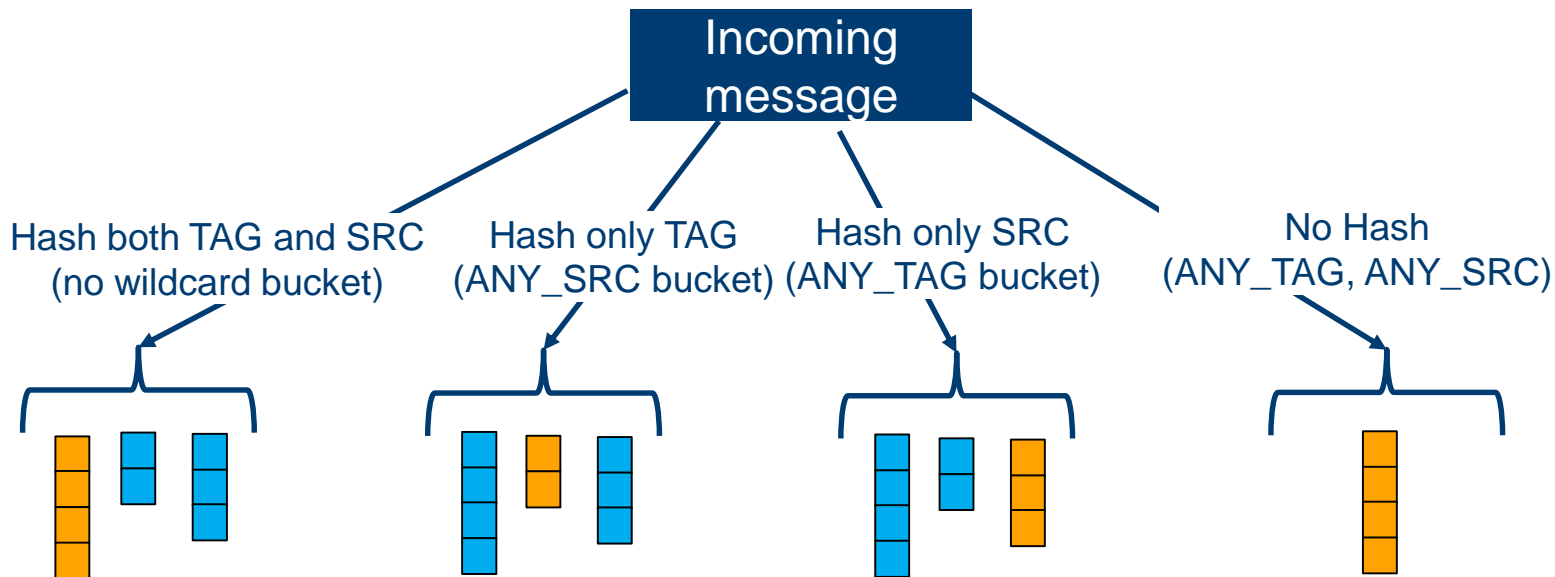 Incoming
message
Hash both TAG and SRC
(no wildcard bucket)
Hash only TAG
(ANY_SRC bucket)
Hash only SRC
(ANY_TAG bucket)
No Hash
(ANY_TAG, ANY_SRC)